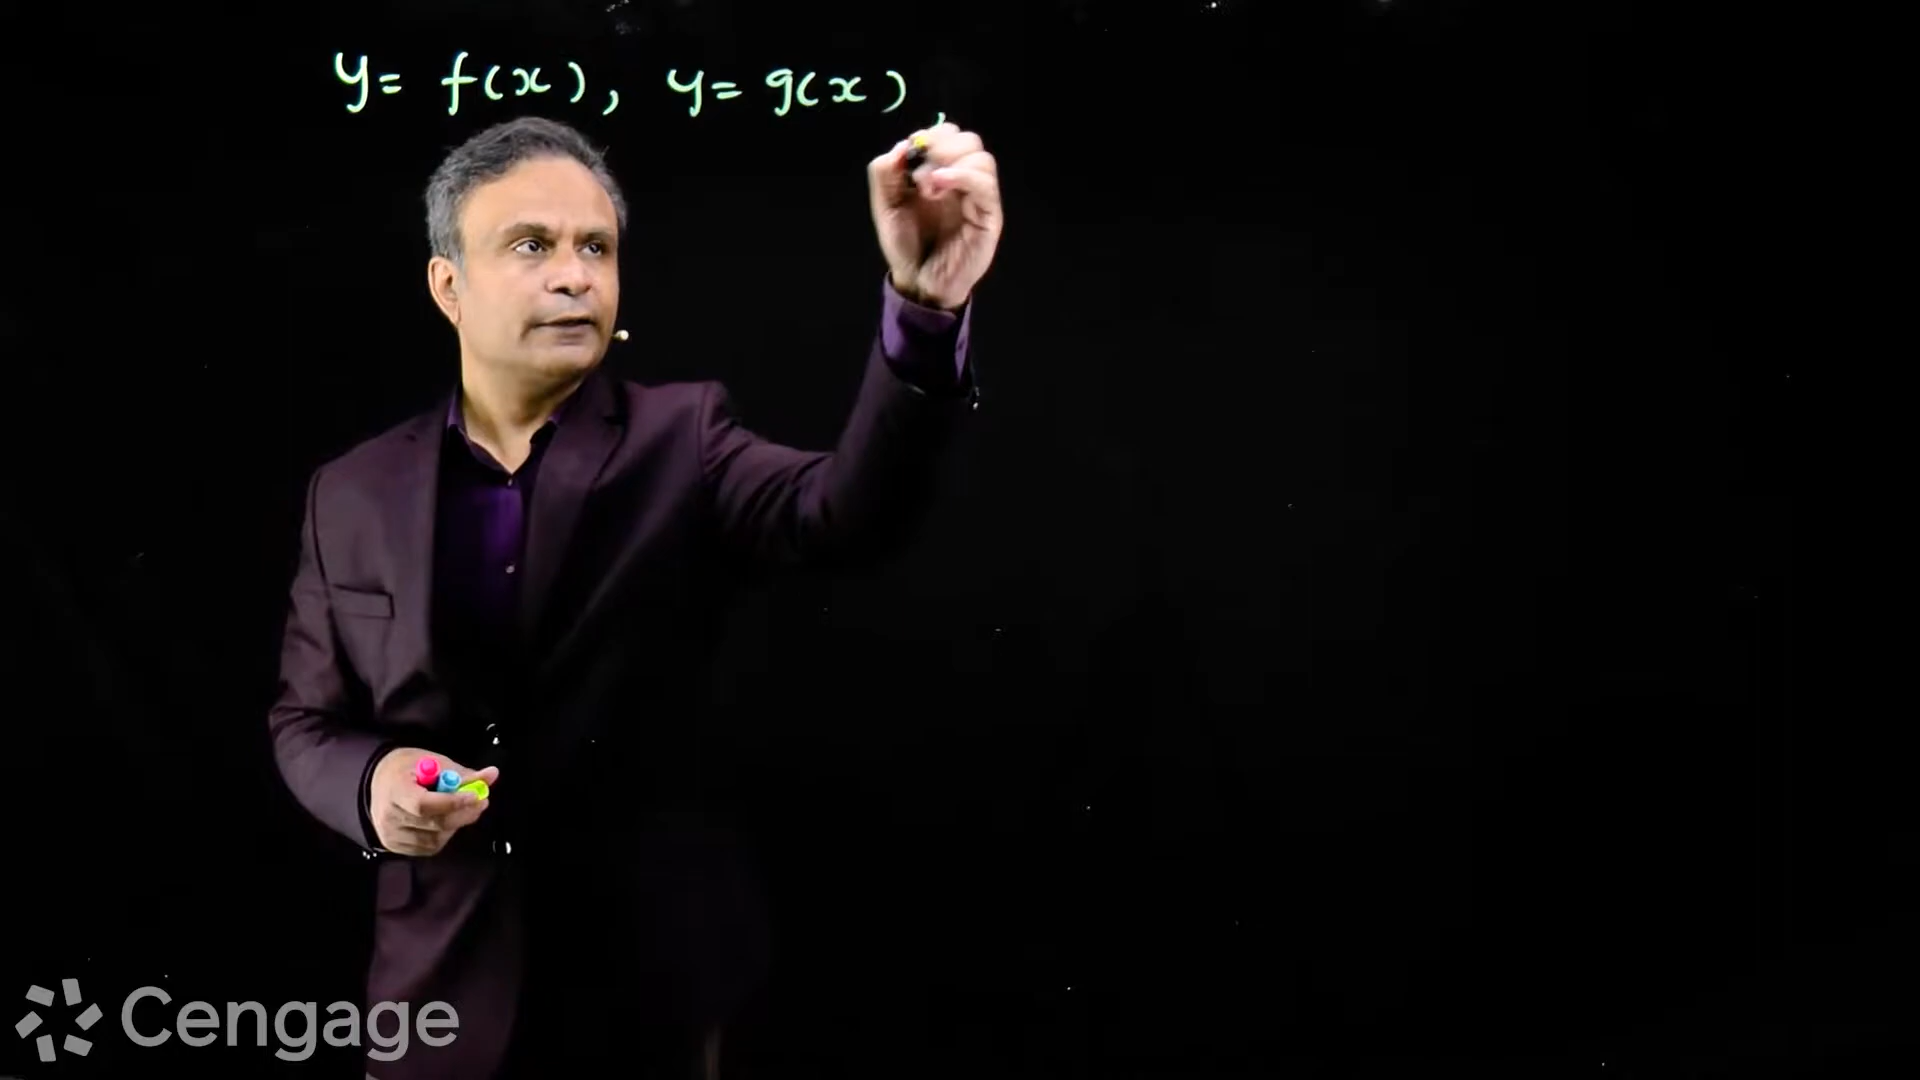 y= f(x), y= g(x),
Cengage